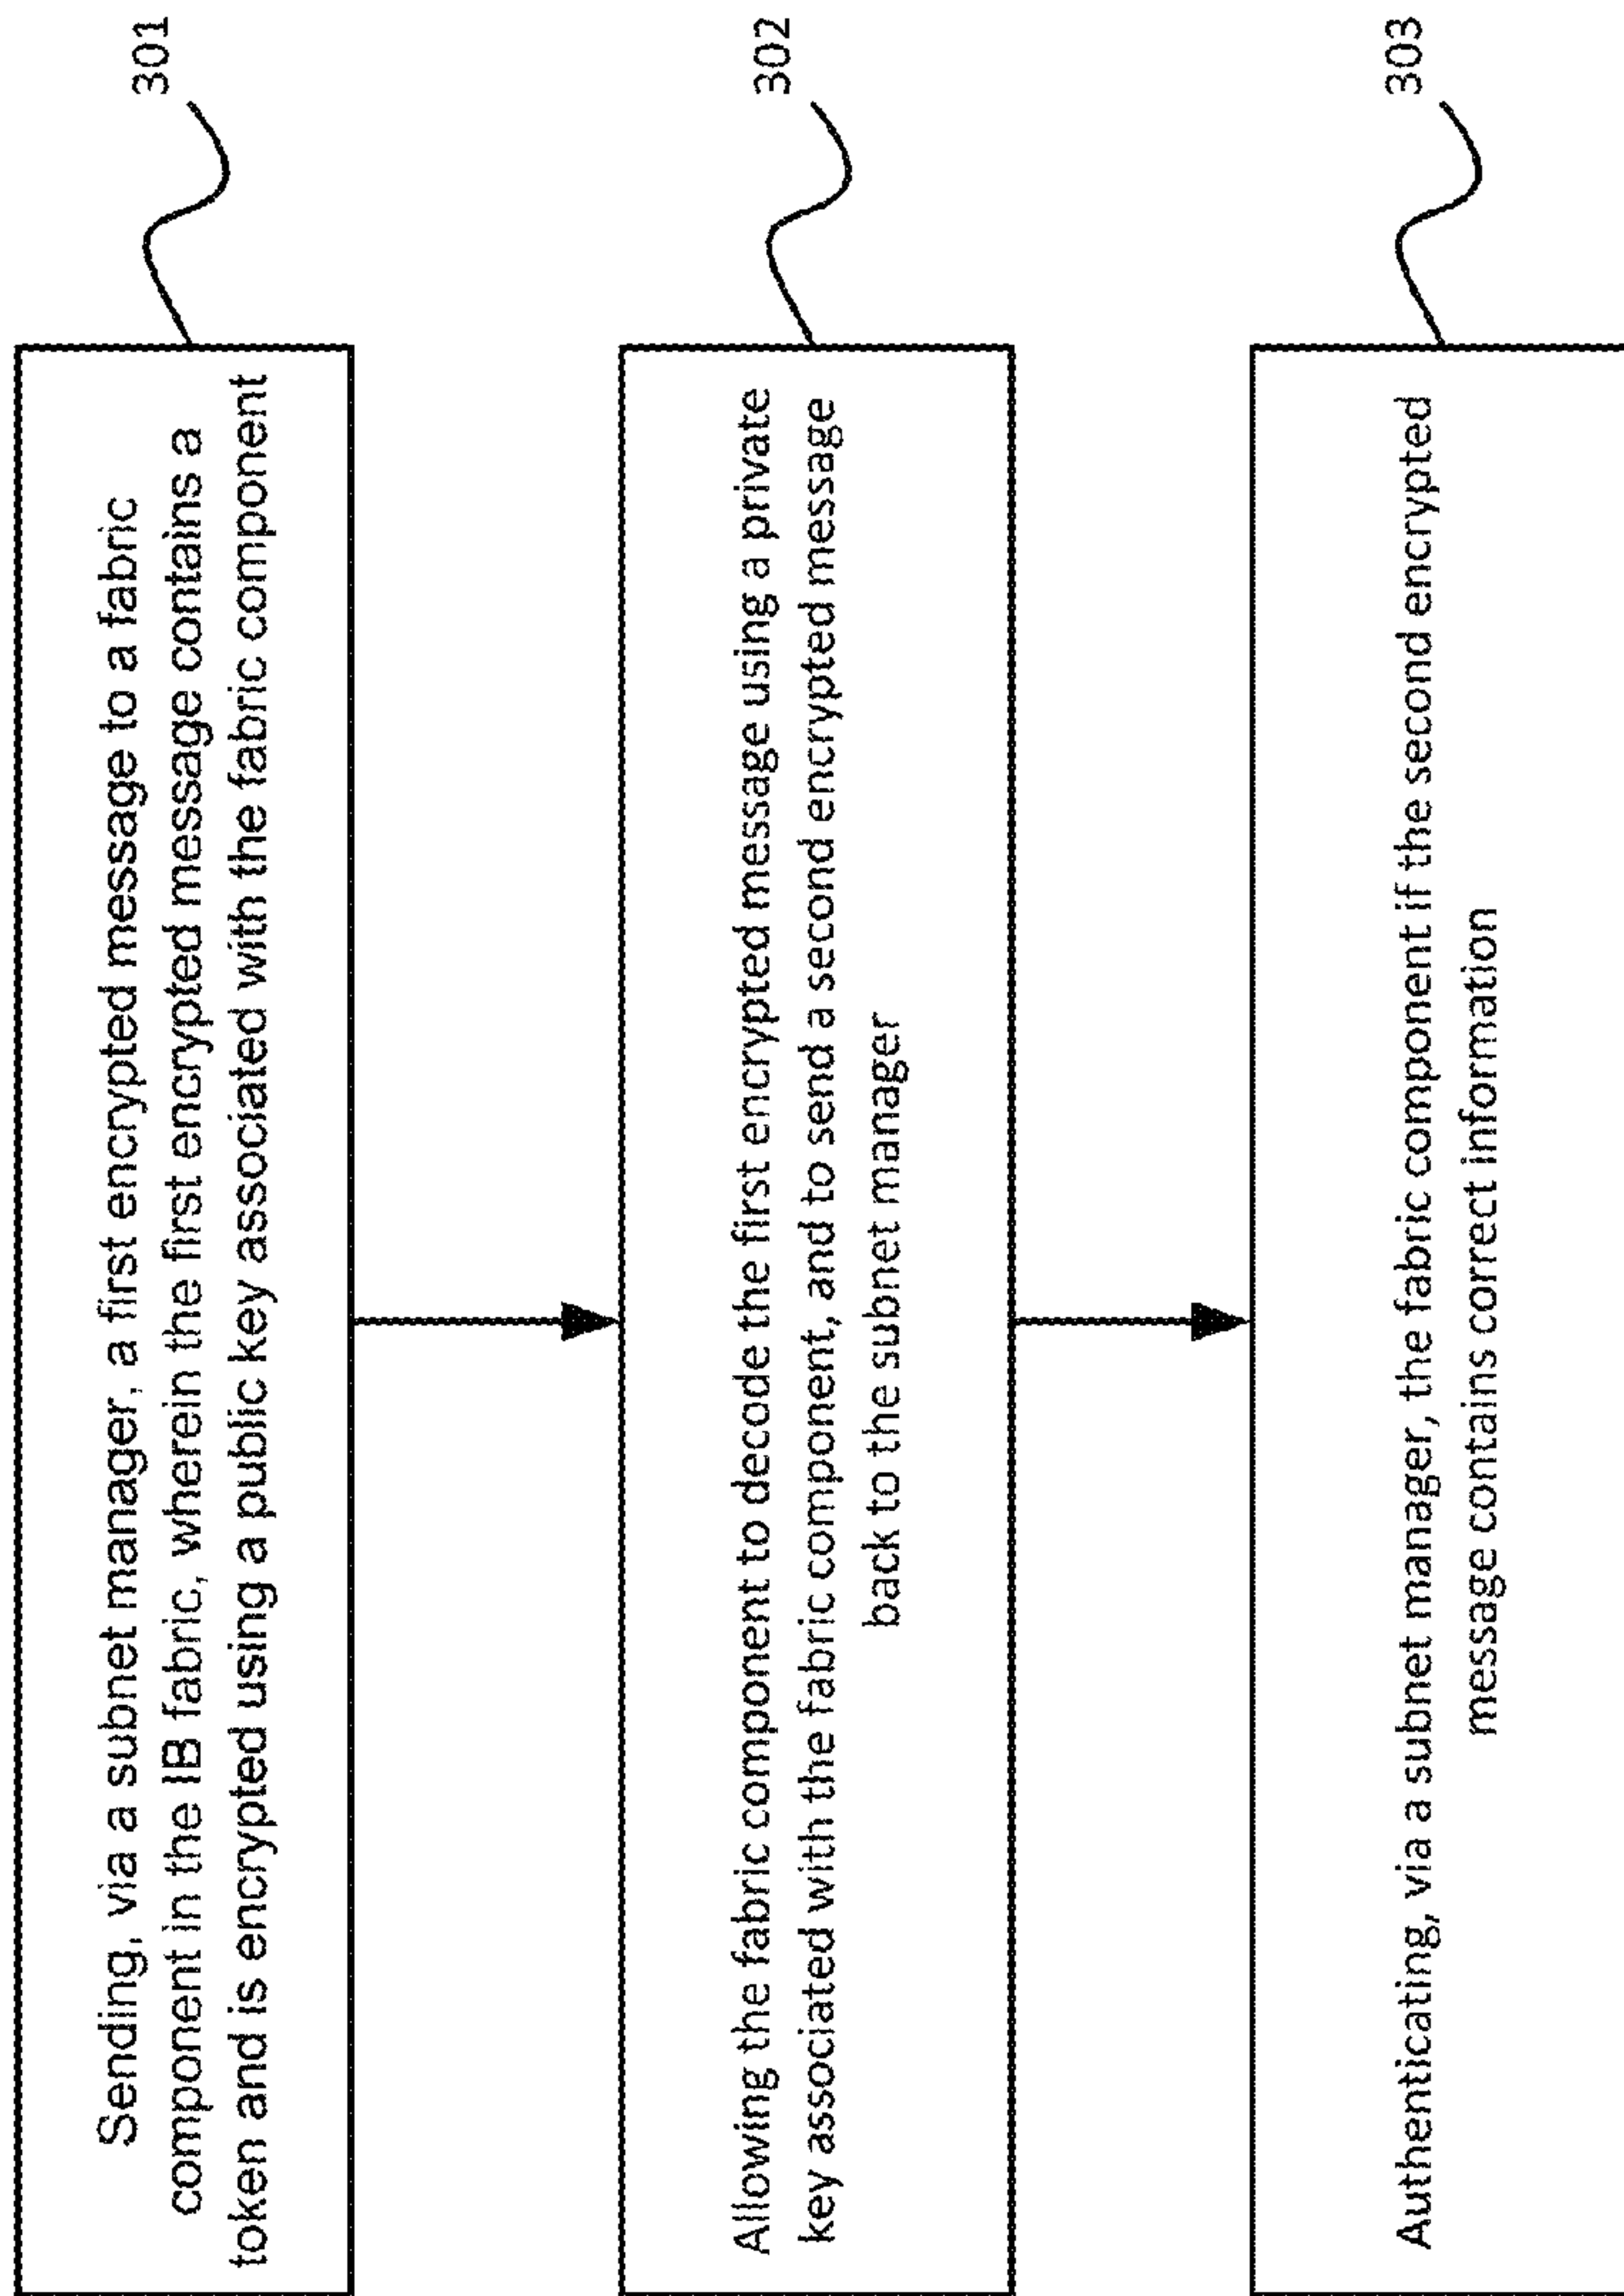 Sending, via a subnet manager, a first encrypted message to a fabric
component in the IB fabric, wherein the first encrypted message contains a
token and is encrypted using a public key associated with the fabric component
301
Allowing the fabric component to decode the first encrypted message using a private
key associated with the fabric component, and to send a second encrypted message
back to the subnet manager
302
Authenticating, via a subnet manager, the fabric component if the second encrypted
message contains correct information
303